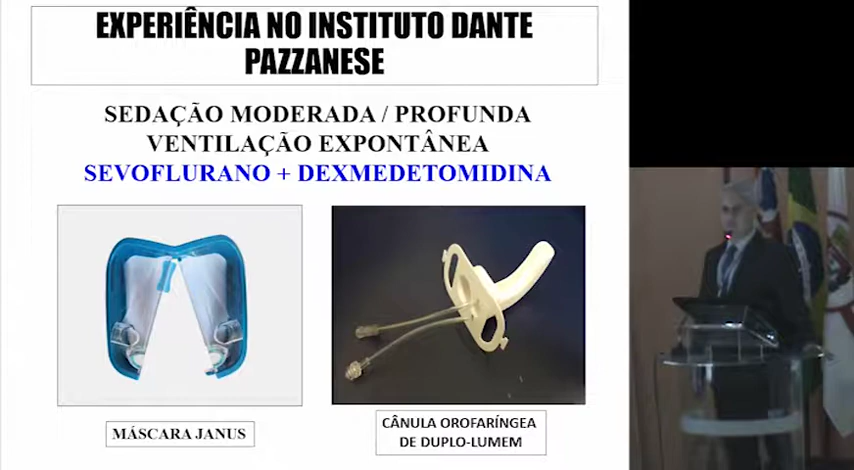 EXPERIÊNCIA NO INSTITUTO DANTE
PAZZANESE
SEDAÇÃO MODERADA / PROFUNDA
VENTILAÇÃO EXPONTÂNEA
SEVOFLURANO + DEXMEDETOMIDINA
MÁSCARA JANUS
CÂNULA OROFARÍNGEA
DE DUPLO-LUMEM